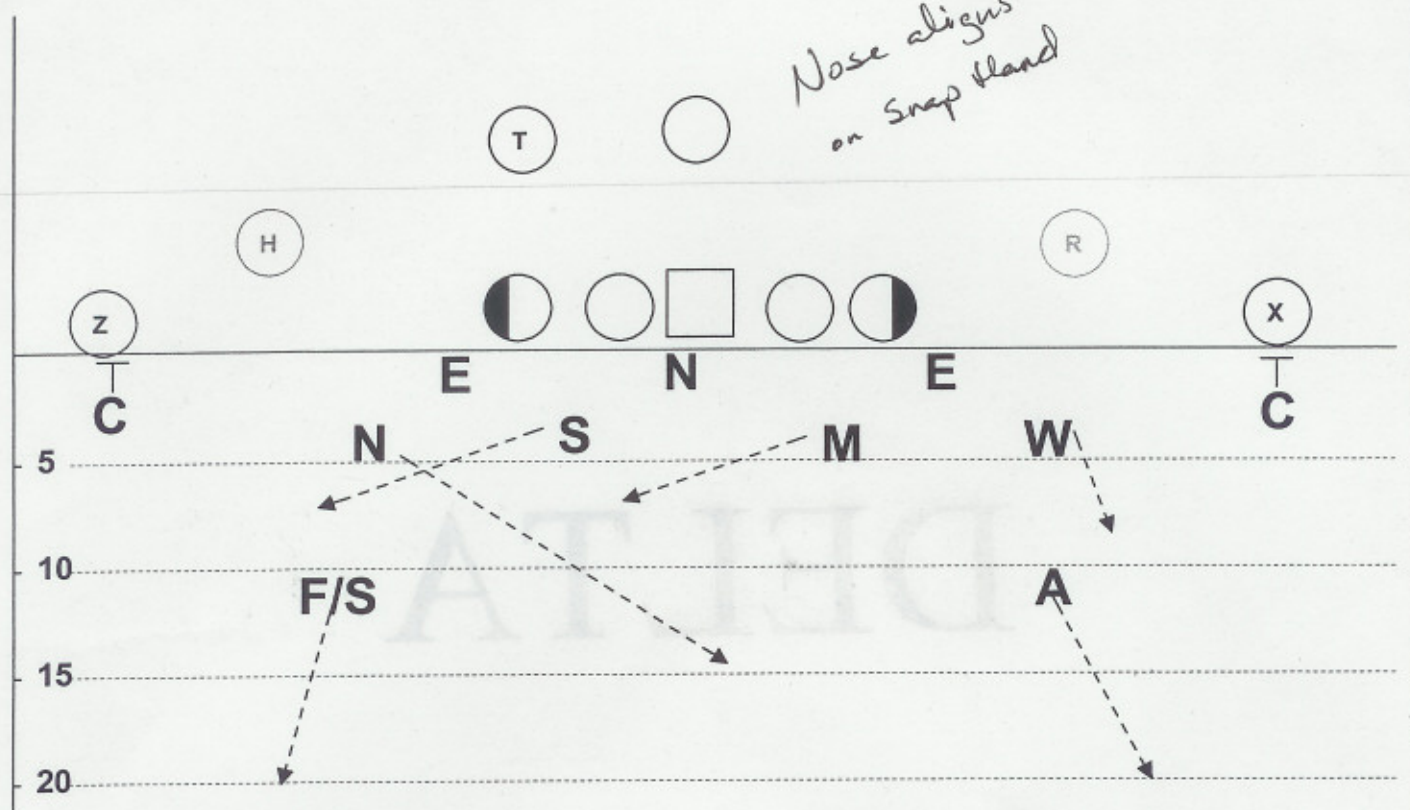 Nose aligns
on Snap Hand
T
H R
Z X
E N E
C C
N S M W
5
10
F/S A
15
20
DELTA